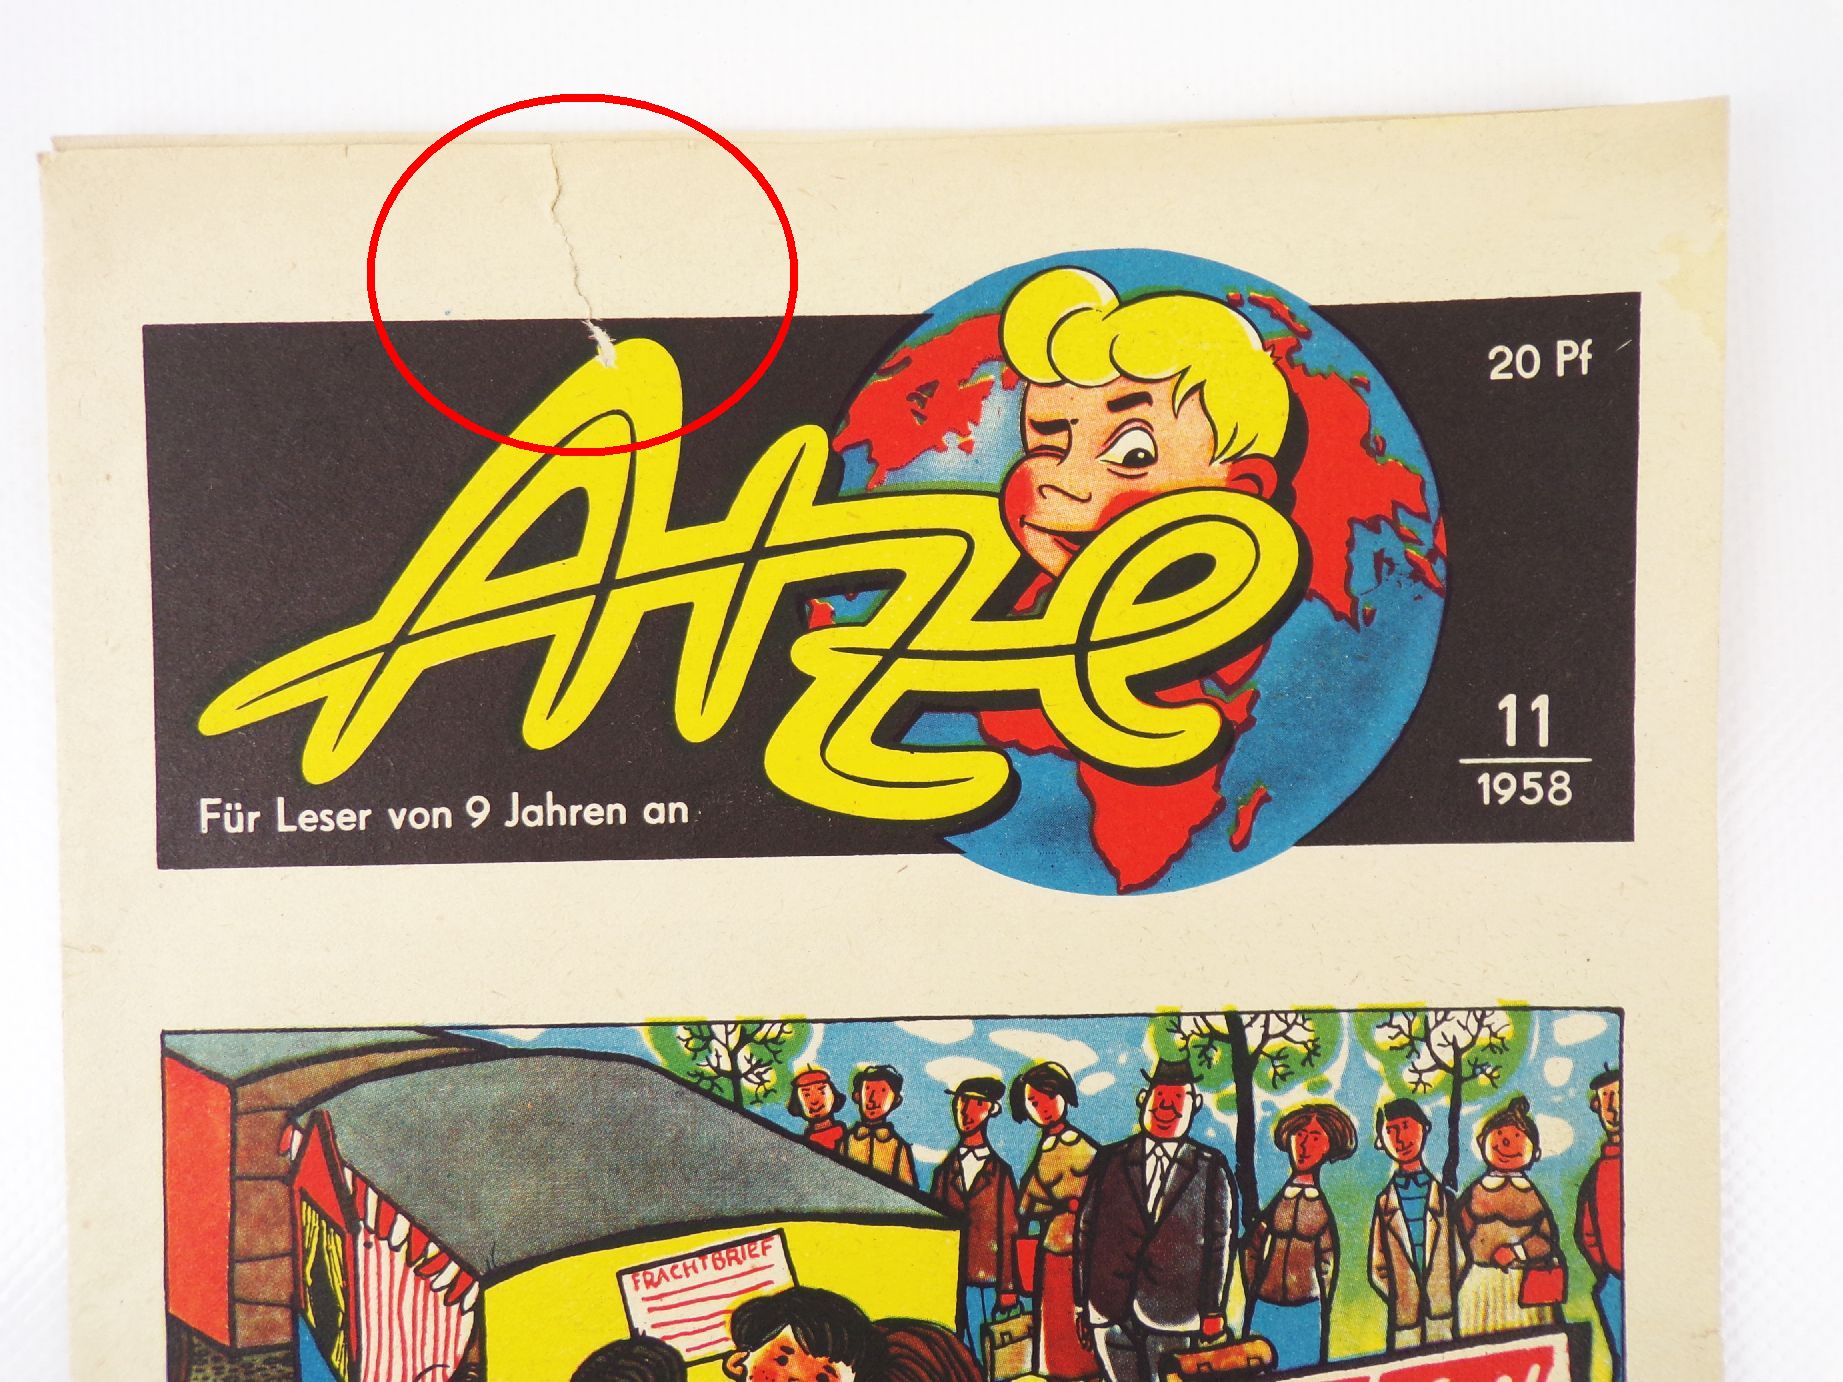 20 Pf
Atze
11
1958
Für Leser von 9 Jahren an
FRACHTBRIEF